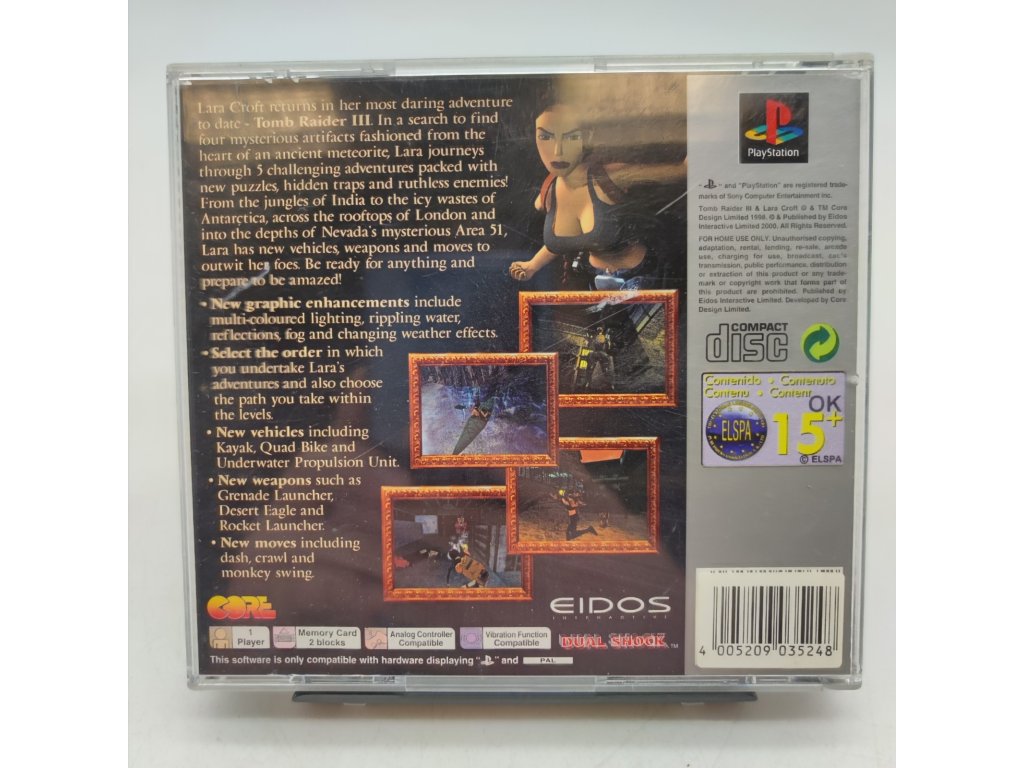 Lara Croft returns in her most daring adventure
to date - Tomb Raider III. In a search to find
four mysterious artifacts fashioned from the
heart of an ancient meteorite, Lara journeys
through 5 challenging adventures packed with
new puzzles, hidden traps and ruthless enemies!
From the jungles of India to the icy wastes of
Antarctica, across the rooftops of London and
into the depths of Nevada's mysterious Area 51,
Lara has new vehicles, weapons and moves to
outwit her foes. Be ready for anything and
prepare to be amazed!
• New graphic enhancements include
multi-coloured lighting, rippling water,
reflections, fog and changing weather effects.
• Select the order in which
you undertake Lara's
adventures and also choose
the path you take within
the levels.
• New vehicles including
Kayak, Quad Bike and
Underwater Propulsion Unit.
• New weapons such as
Grenade Launcher,
Desert Eagle and
Rocket Launcher.
• New moves including
dash, crawl and
monkey swing.
CORE
EIDOS
INTERACTIVE
1
Player
Memory Card
2 blocks
Analog Controller
Compatible
Vibration Function
Compatible
DUAL SHOCK™
This software is only compatible with hardware displaying " " and PAL
PlayStation
" " and "PlayStation" are registered trade-
marks of Sony Computer Entertainment Inc.
Tomb Raider III & Lara Croft © & TM Core
Design Limited 1998. © & Published by Eidos
Interactive Limited 2000. All Rights Reserved.
FOR HOME USE ONLY. Unauthorised copying,
adaptation, rental, lending, re-sale, arcade
use, charging for use, broadcast, cable
transmission, public performance, distribution
or extraction of this product or any trade-
mark or copyright work that forms part of
this product are prohibited. Published by
Eidos Interactive Limited. Developed by Core
Design Limited.
COMPACT
disc
Contenido • Contenuto
Contenu • Content
OK
ELSPA
15+
© ELSPA
4 005209 035248